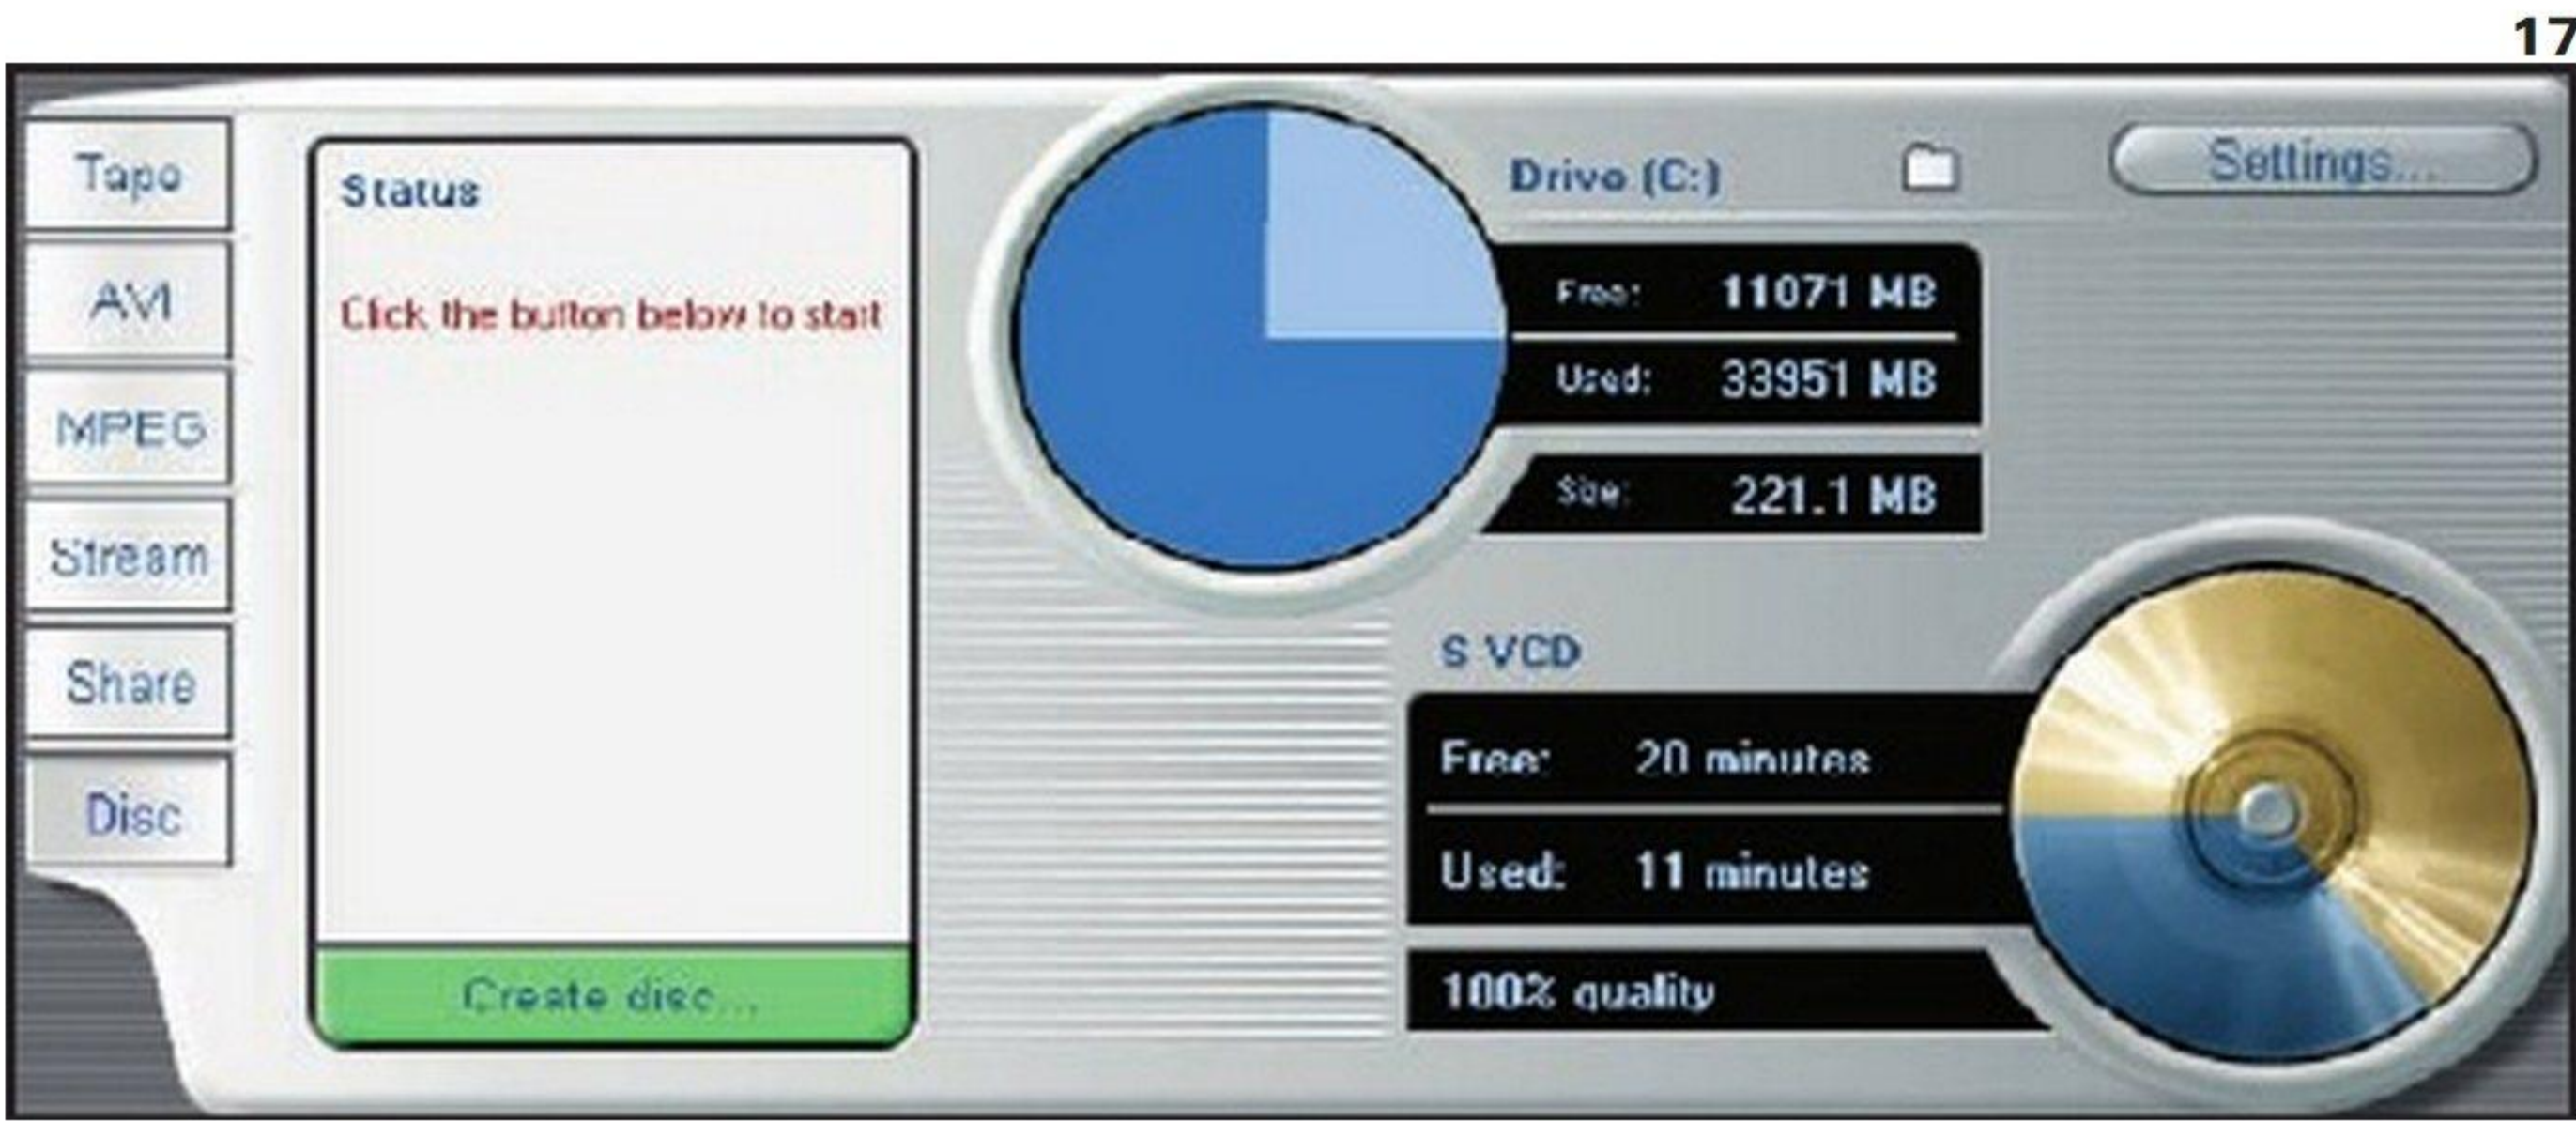 17
Tape
AVI
MPEG
Stream
Share
Disc
Status
Click the button below to start
Create disc...
Drive (C:)
Settings...
Free: 11071 MB
Used: 33951 MB
Size: 221.1 MB
S VCD
Free: 20 minutes
Used: 11 minutes
100% quality